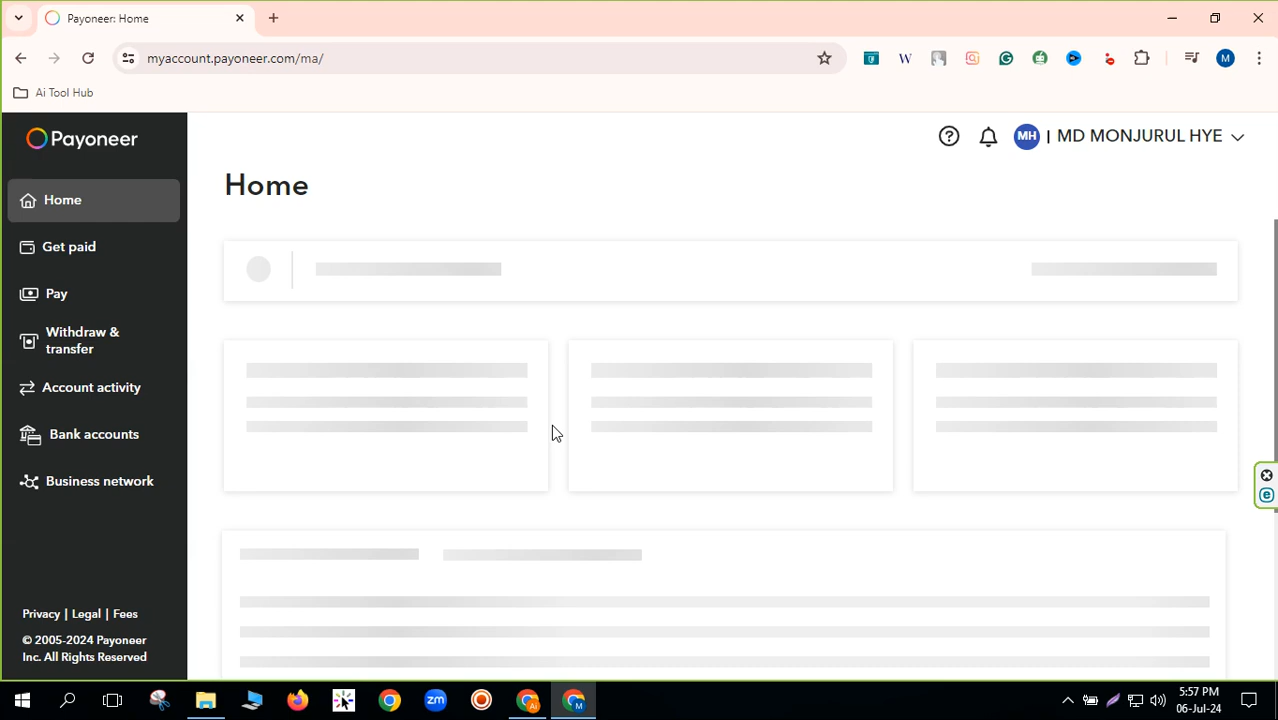 Payoneer: Home
myaccount.payoneer.com/ma/
Ai Tool Hub
Payoneer
MH | MD MONJURUL HYE
Home
Home
Get paid
Pay
Withdraw &
transfer
Account activity
Bank accounts
Business network
Privacy | Legal | Fees
© 2005-2024 Payoneer
Inc. All Rights Reserved
5:57 PM
06-Jul-24